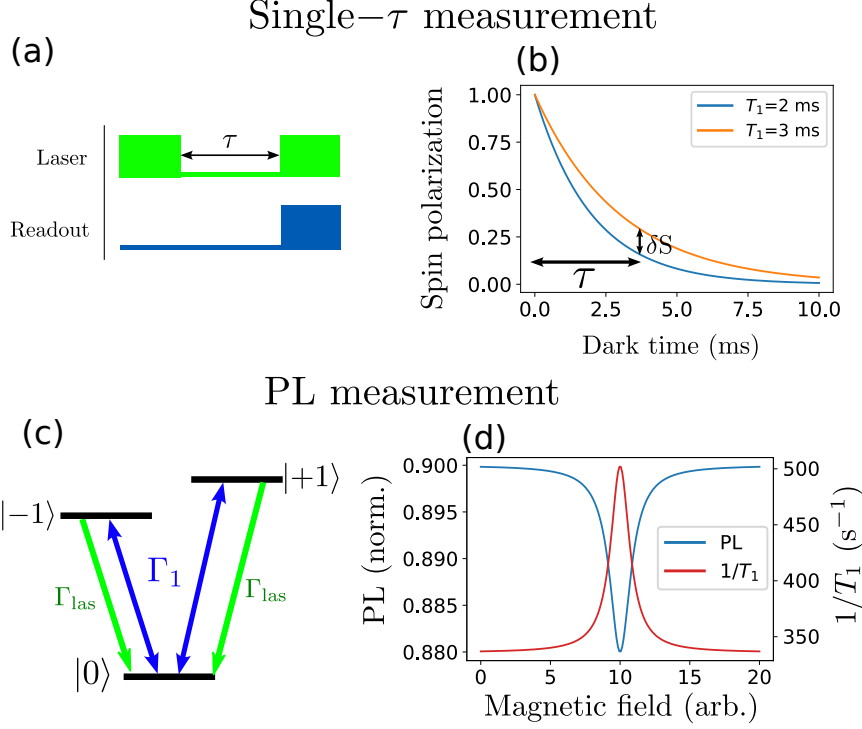 Single−τ measurement
(a)
Laser
τ
Readout
(b)
Spin polarization
1.00
0.75
0.50
0.25
0.00
T₁=2 ms
T₁=3 ms
δS
τ
0.0 2.5 5.0 7.5 10.0
Dark time (ms)
PL measurement
(c)
|+1⟩
|−1⟩
Γ₁
Γlas
Γlas
|0⟩
(d)
PL (norm.)
0.900
0.895
0.890
0.885
0.880
PL
1/T₁
500
450
400
350
1/T₁ (s⁻¹)
0 5 10 15 20
Magnetic field (arb.)